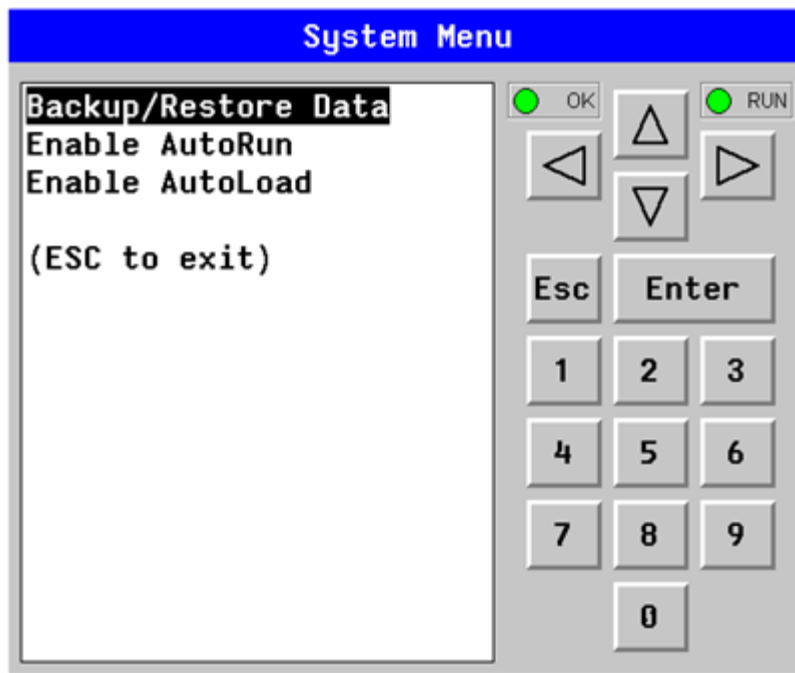 System Menu
Backup/Restore Data
Enable AutoRun
Enable AutoLoad
(ESC to exit)
OK
RUN
Esc
Enter
1 2 3
4 5 6
7 8 9
0